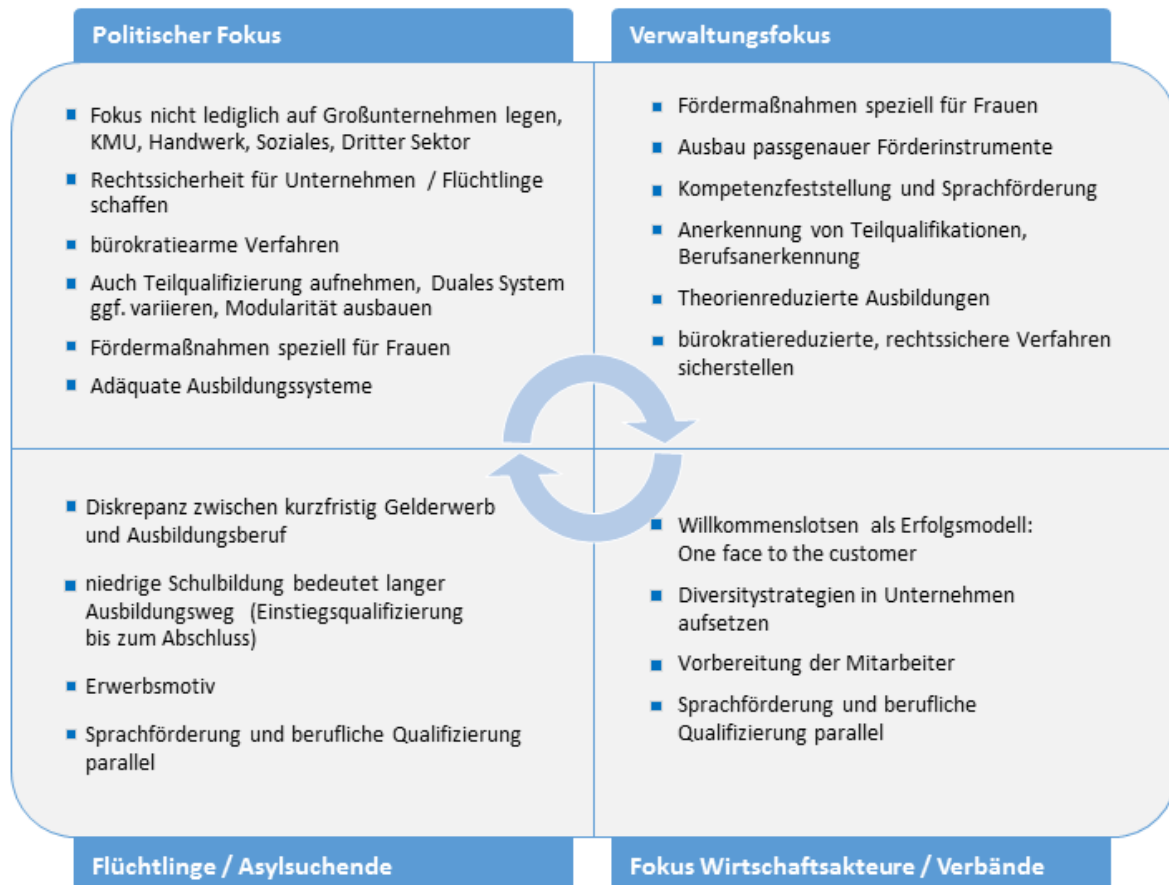 Politischer Fokus
Fokus nicht lediglich auf Großunternehmen legen,
KMU, Handwerk, Soziales, Dritter Sektor
Rechtssicherheit für Unternehmen / Flüchtlinge
schaffen
bürokratiearme Verfahren
Auch Teilqualifizierung aufnehmen, Duales System
ggf. variieren, Modularität ausbauen
Fördermaßnahmen speziell für Frauen
Adäquate Ausbildungssysteme
Verwaltungsfokus
Fördermaßnahmen speziell für Frauen
Ausbau passgenauer Förderinstrumente
Kompetenzfeststellung und Sprachförderung
Anerkennung von Teilqualifikationen,
Berufsanerkennung
Theorienreduzierte Ausbildungen
bürokratiereduzierte, rechtssichere Verfahren
sicherstellen
Diskrepanz zwischen kurzfristig Gelderwerb
und Ausbildungsberuf
niedrige Schulbildung bedeutet langer
Ausbildungsweg (Einstiegsqualifizierung
bis zum Abschluss)
Erwerbsmotiv
Sprachförderung und berufliche Qualifizierung
parallel
Flüchtlinge / Asylsuchende
Willkommenslotsen als Erfolgsmodell:
One face to the customer
Diversitystrategien in Unternehmen
aufsetzen
Vorbereitung der Mitarbeiter
Sprachförderung und berufliche
Qualifizierung parallel
Fokus Wirtschaftsakteure / Verbände